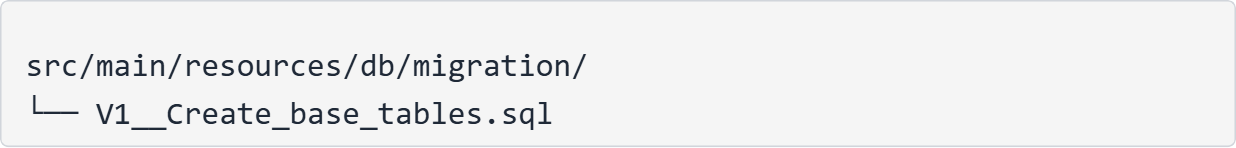 src/main/resources/db/migration/
└── V1__Create_base_tables.sql